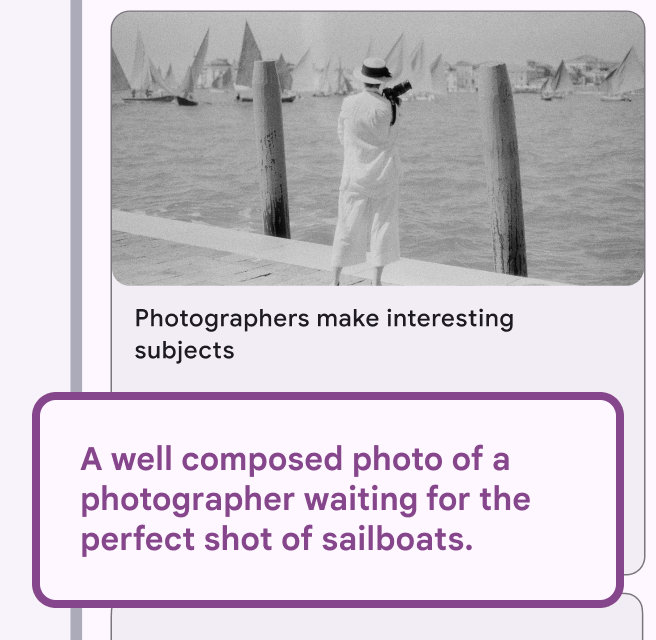 Photographers make interesting
subjects
A well composed photo of a
photographer waiting for the
perfect shot of sailboats.